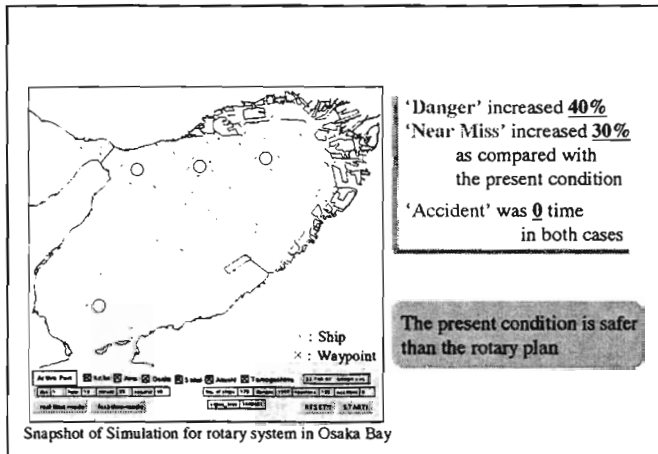 'Danger' increased 40%
'Near Miss' increased 30%
as compared with
the present condition
'Accident' was 0 time
in both cases
: Ship
× : Waypoint
The present condition is safer
than the rotary plan
Active Port
RESET!!
START!
Snapshot of Simulation for rotary system in Osaka Bay